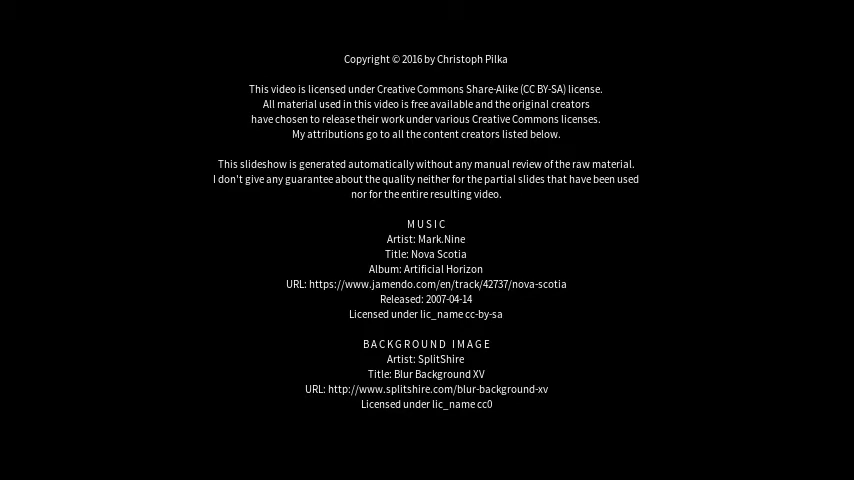 Copyright © 2016 by Christoph Pilka
This video is licensed under Creative Commons Share-Alike (CC BY-SA) license.
All material used in this video is free available and the original creators
have chosen to release their work under various Creative Commons licenses.
My attributions go to all the content creators listed below.
This slideshow is generated automatically without any manual review of the raw material.
I don't give any guarantee about the quality neither for the partial slides that have been used
nor for the entire resulting video.
MUSIC
Artist: Mark.Nine
Title: Nova Scotia
Album: Artificial Horizon
URL: https://www.jamendo.com/en/track/42737/nova-scotia
Released: 2007-04-14
Licensed under lic_name cc-by-sa
BACKGROUND IMAGE
Artist: SplitShire
Title: Blur Background XV
URL: http://www.splitshire.com/blur-background-xv
Licensed under lic_name cc0